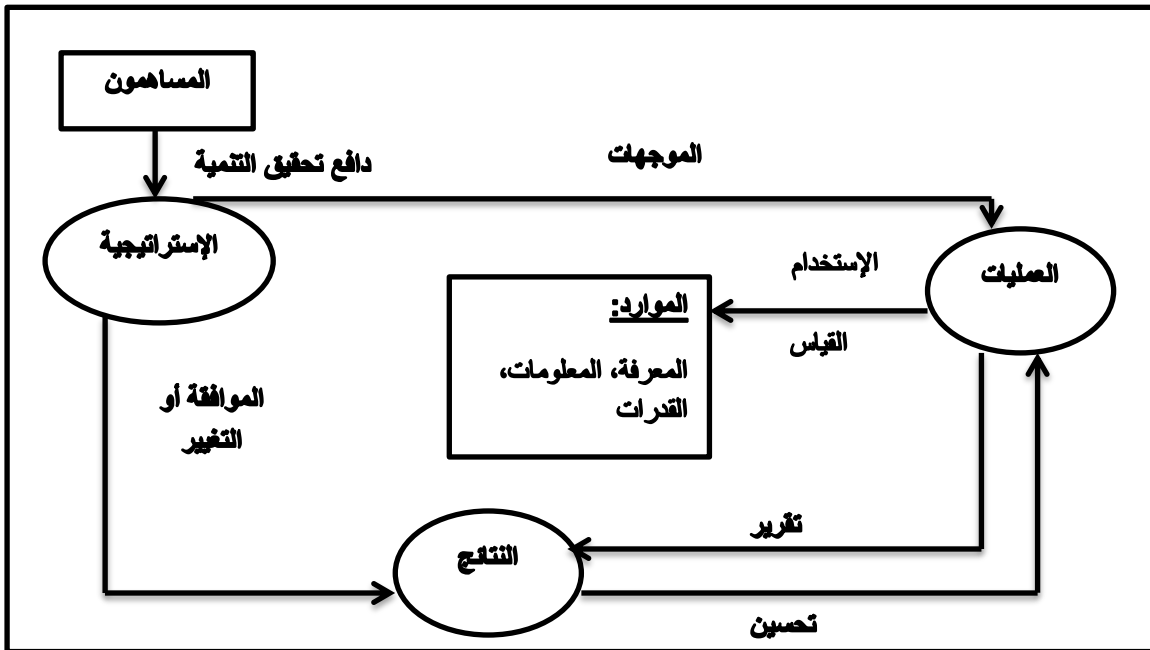 المساهمون
دافع تحقيق التنمية
الموجهات
الإستراتيجية
العمليات
الإستخدام
القياس
الموارد:
المعرفة، المعلومات،
القدرات
الموافقة أو
التغيير
تقرير
النتائج
تحسين